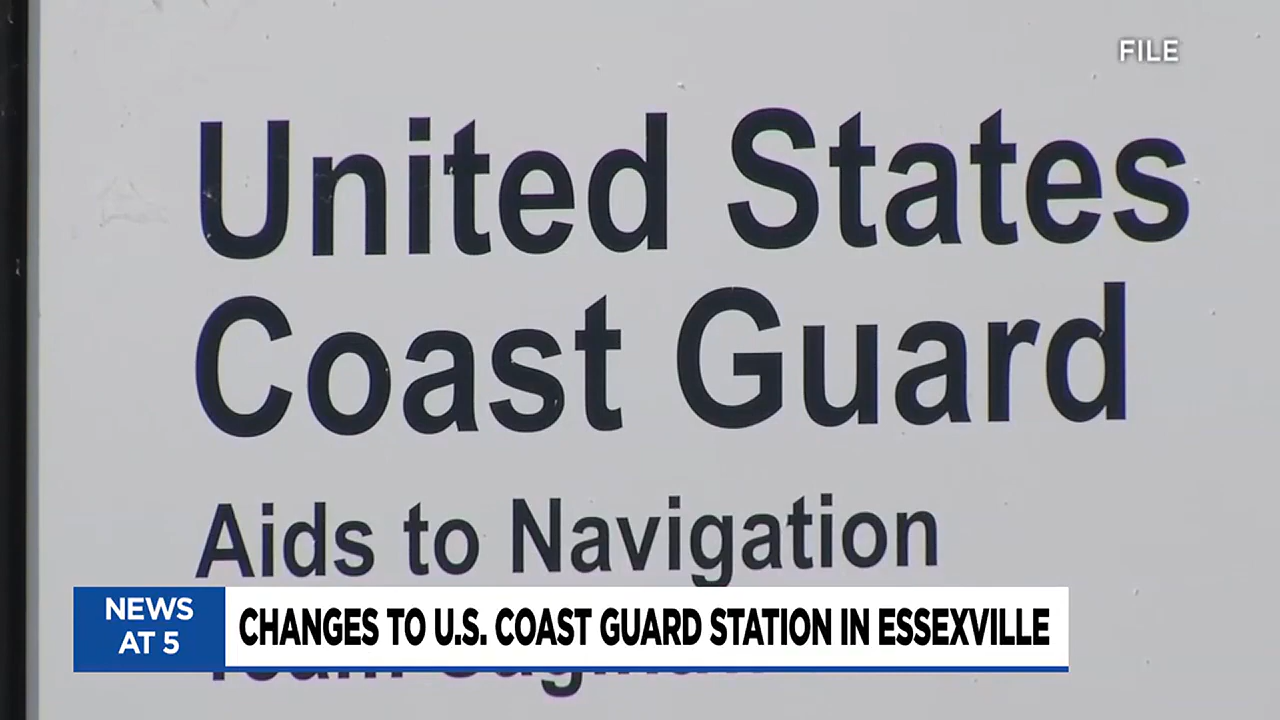 FILE
United States
Coast Guard
Aids to Navigation
NEWS
AT 5
CHANGES TO U.S. COAST GUARD STATION IN ESSEXVILLE